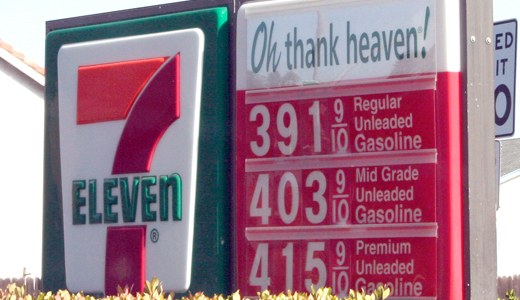 7
ELEVEn
®
Oh thank heaven!
391 9/10 Regular
Unleaded
Gasoline
403 9/10 Mid Grade
Unleaded
Gasoline
415 9/10 Premium
Unleaded
Gasoline